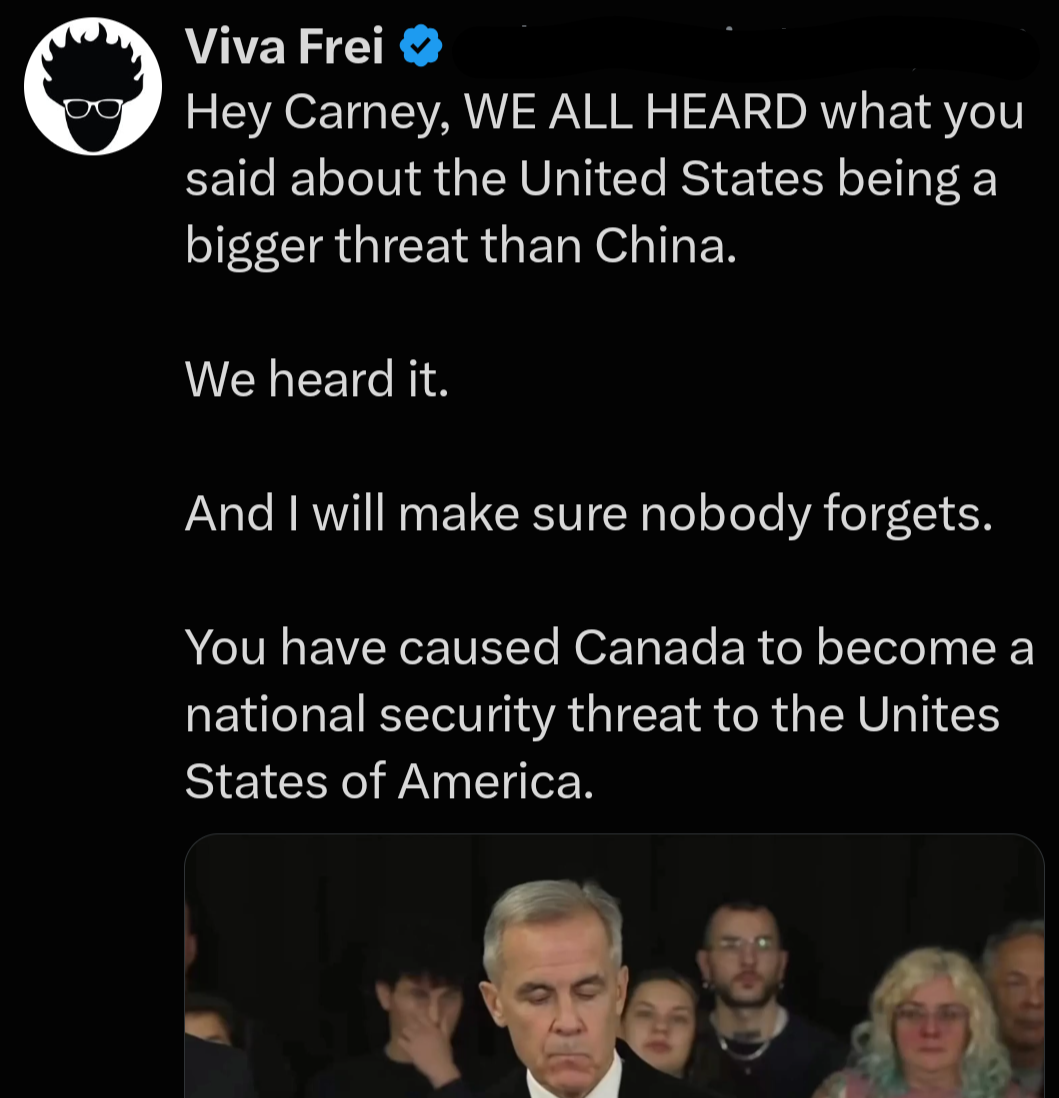 Viva Frei
Hey Carney, WE ALL HEARD what you
said about the United States being a
bigger threat than China.
We heard it.
And I will make sure nobody forgets.
You have caused Canada to become a
national security threat to the Unites
States of America.